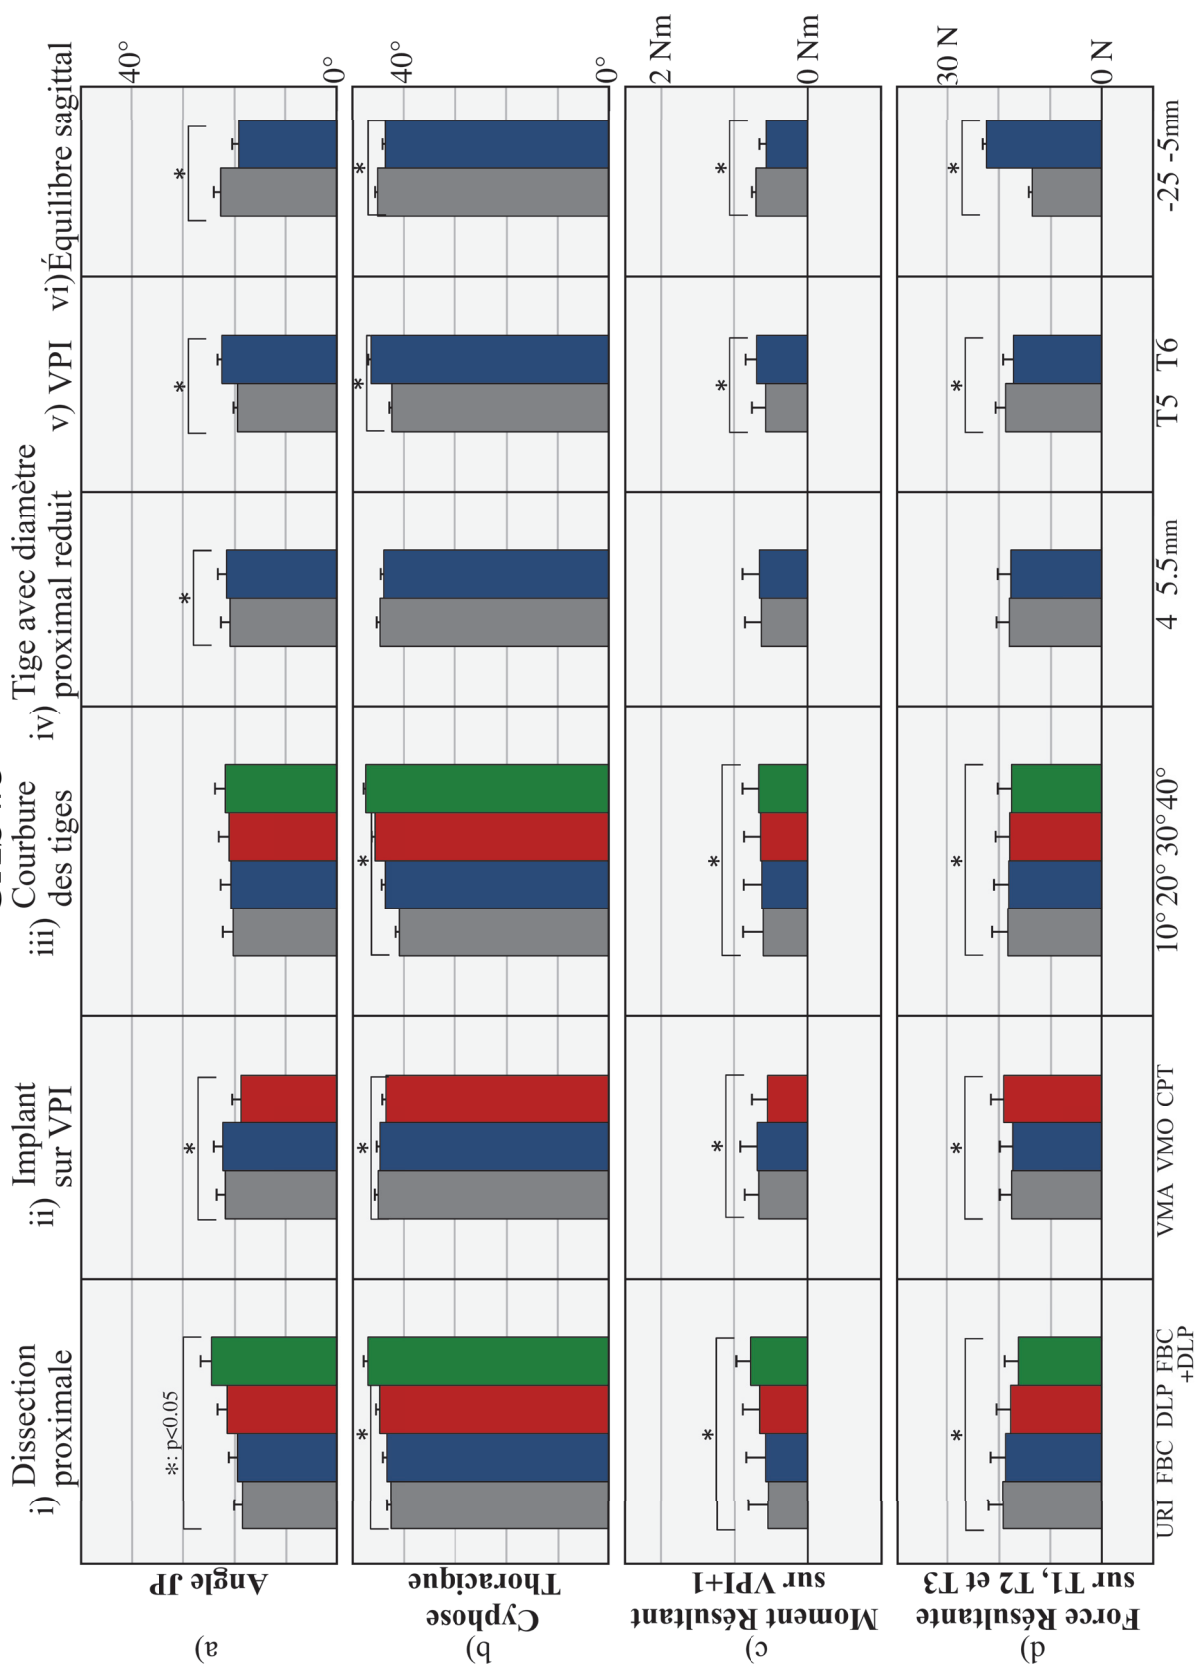 i) Dissection
proximale
ii) Implant
sur VPI
iii) Courbure
des tiges
iv) Tige avec diamètre
proximal reduit
v) VPI
vi)Équilibre sagittal
a)
Angle JP
*: p<0.05
*
*
*
*
40°
0°
b)
Cyphose
Thoracique
*
*
*
*
*
40°
0°
c)
Moment Résultant
sur VPI+1
*
*
*
*
*
2 Nm
0 Nm
d)
Force Résultante
sur T1, T2 et T3
*
*
*
*
*
30 N
0 N
URI FBC DLP FBC
+DLP
VMA VMO CPT
10° 20° 30° 40°
4 5.5mm
T5 T6
-25 -5mm